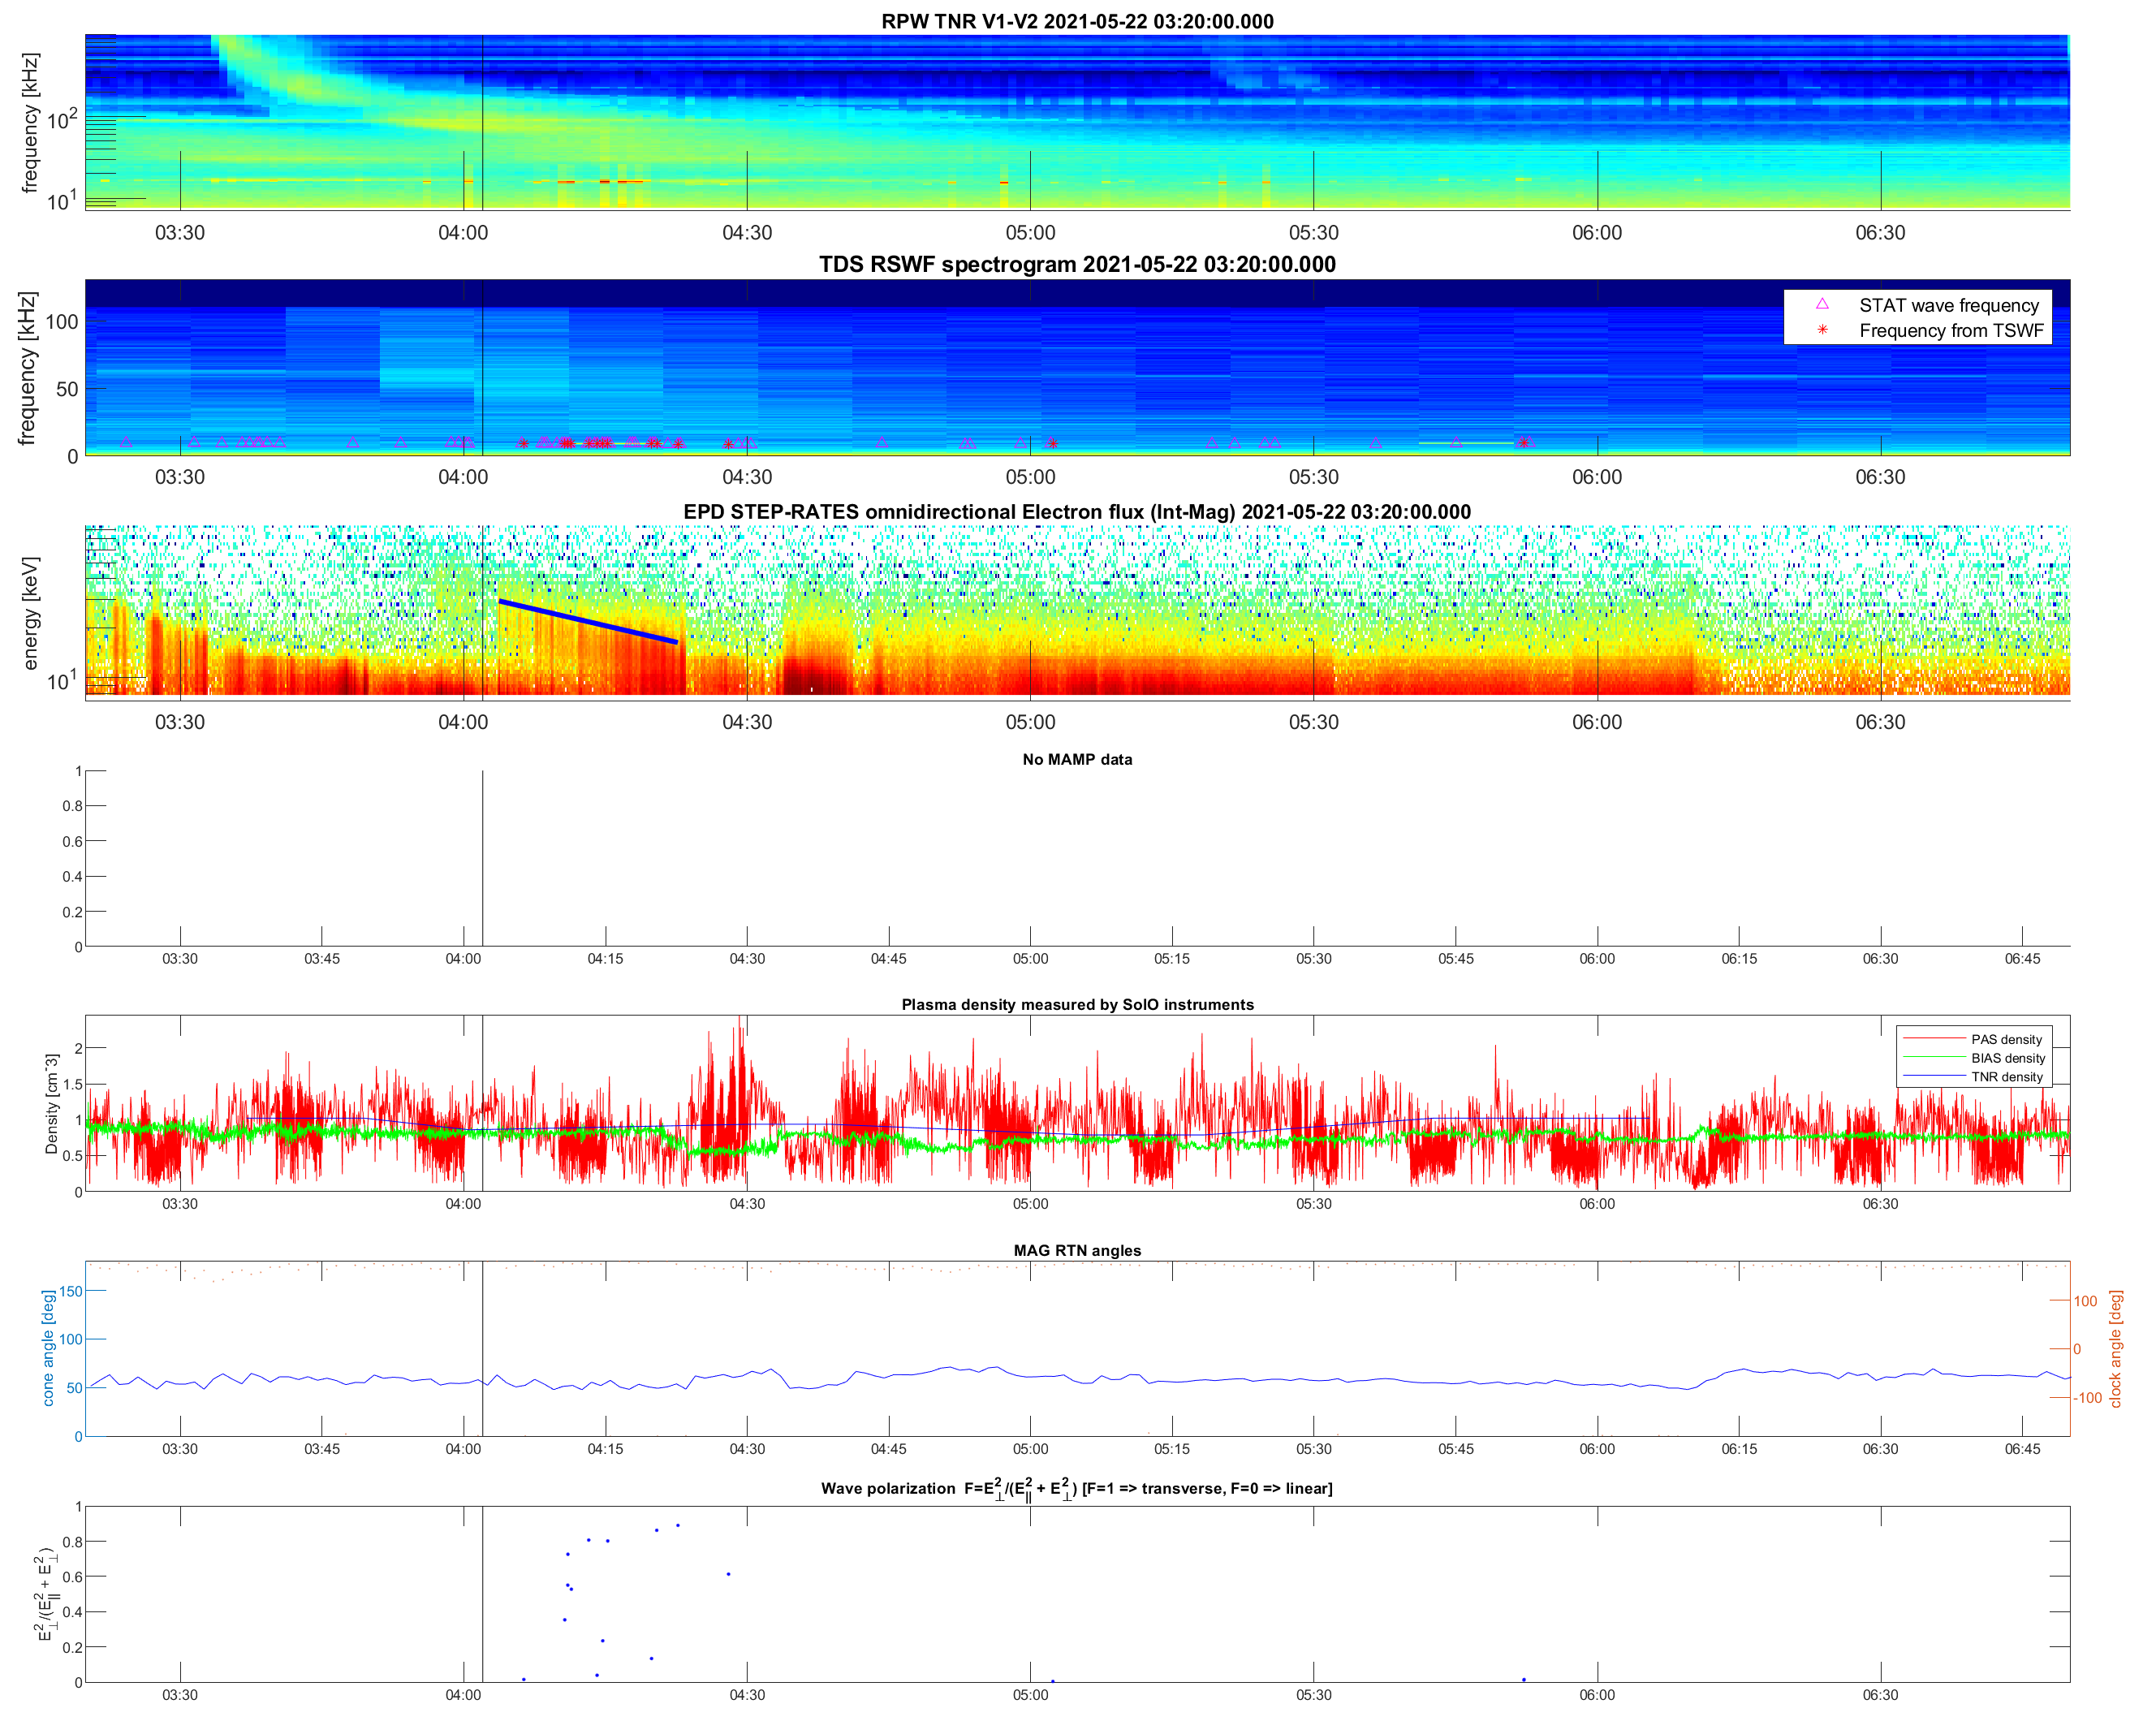 RPW TNR V1-V2 2021-05-22 03:20:00.000
frequency [kHz]
10^2
10^1
03:30 04:00 04:30 05:00 05:30 06:00 06:30
TDS RSWF spectrogram 2021-05-22 03:20:00.000
frequency [kHz]
100
50
0
STAT wave frequency
Frequency from TSWF
03:30 04:00 04:30 05:00 05:30 06:00 06:30
EPD STEP-RATES omnidirectional Electron flux (Int-Mag) 2021-05-22 03:20:00.000
energy [keV]
10^1
03:30 04:00 04:30 05:00 05:30 06:00 06:30
No MAMP data
1
0.8
0.6
0.4
0.2
0
03:30 03:45 04:00 04:15 04:30 04:45 05:00 05:15 05:30 05:45 06:00 06:15 06:30 06:45
Plasma density measured by SolO instruments
Density [cm^-3]
2
1.5
1
0.5
0
PAS density
BIAS density
TNR density
03:30 04:00 04:30 05:00 05:30 06:00 06:30
MAG RTN angles
cone angle [deg]
150
100
50
0
100
0
-100
clock angle [deg]
03:30 03:45 04:00 04:15 04:30 04:45 05:00 05:15 05:30 05:45 06:00 06:15 06:30 06:45
Wave polarization F=E⊥^2/(E||^2 + E⊥^2) [F=1 => transverse, F=0 => linear]
E⊥^2/(E||^2 + E⊥^2)
1
0.8
0.6
0.4
0.2
0
03:30 04:00 04:30 05:00 05:30 06:00 06:30